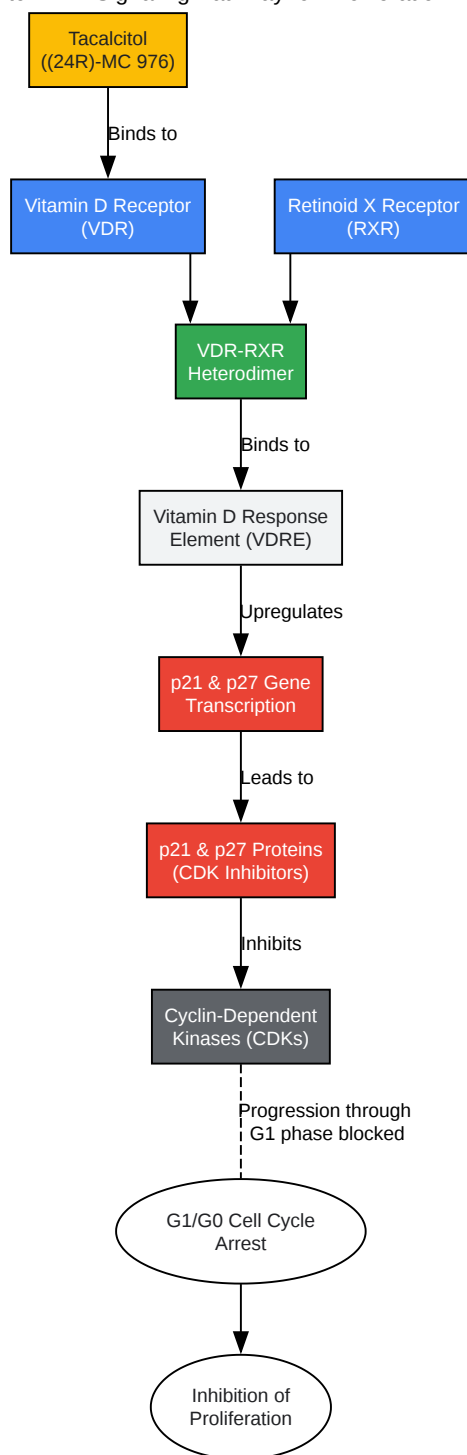 Signaling Pathway
Tacalcitol
((24R)-MC 976)
Binds to
Vitamin D Receptor
(VDR)
Retinoid X Receptor
(RXR)
VDR-RXR
Heterodimer
Binds to
Vitamin D Response
Element (VDRE)
Upregulates
p21 & p27 Gene
Transcription
Leads to
p21 & p27 Proteins
(CDK Inhibitors)
Inhibits
Cyclin-Dependent
Kinases (CDKs)
Progression through
G1 phase blocked
G1/G0 Cell Cycle
Arrest
Inhibition of
Proliferation